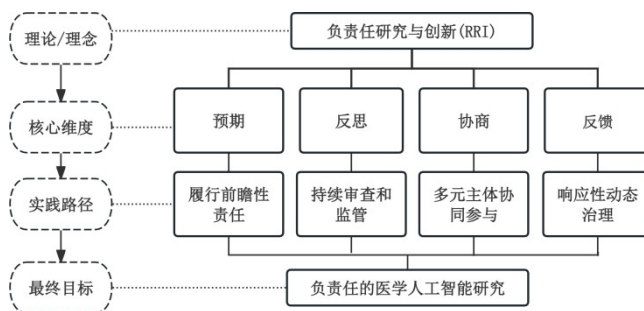 理论/理念
负责任研究与创新(RRI)
核心维度
预期
反思
协商
反馈
实践路径
履行前瞻性
责任
持续审查和
监管
多元主体协
同参与
响应性动态
治理
最终目标
负责任的医学人工智能研究